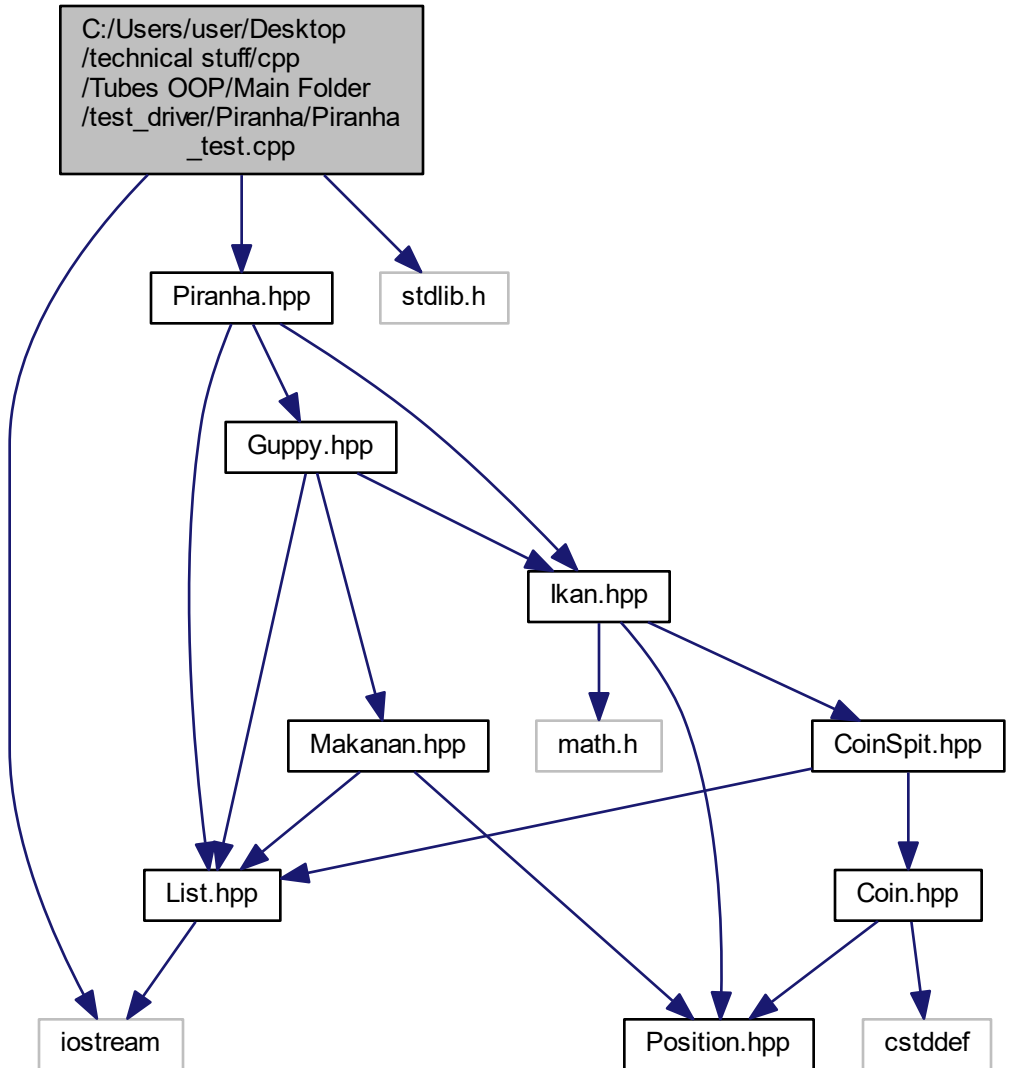 C:/Users/user/Desktop
/technical stuff/cpp
/Tubes OOP/Main Folder
/test_driver/Piranha/Piranha
_test.cpp
Piranha.hpp
stdlib.h
Guppy.hpp
Ikan.hpp
Makanan.hpp
math.h
CoinSpit.hpp
List.hpp
Coin.hpp
iostream
Position.hpp
cstddef